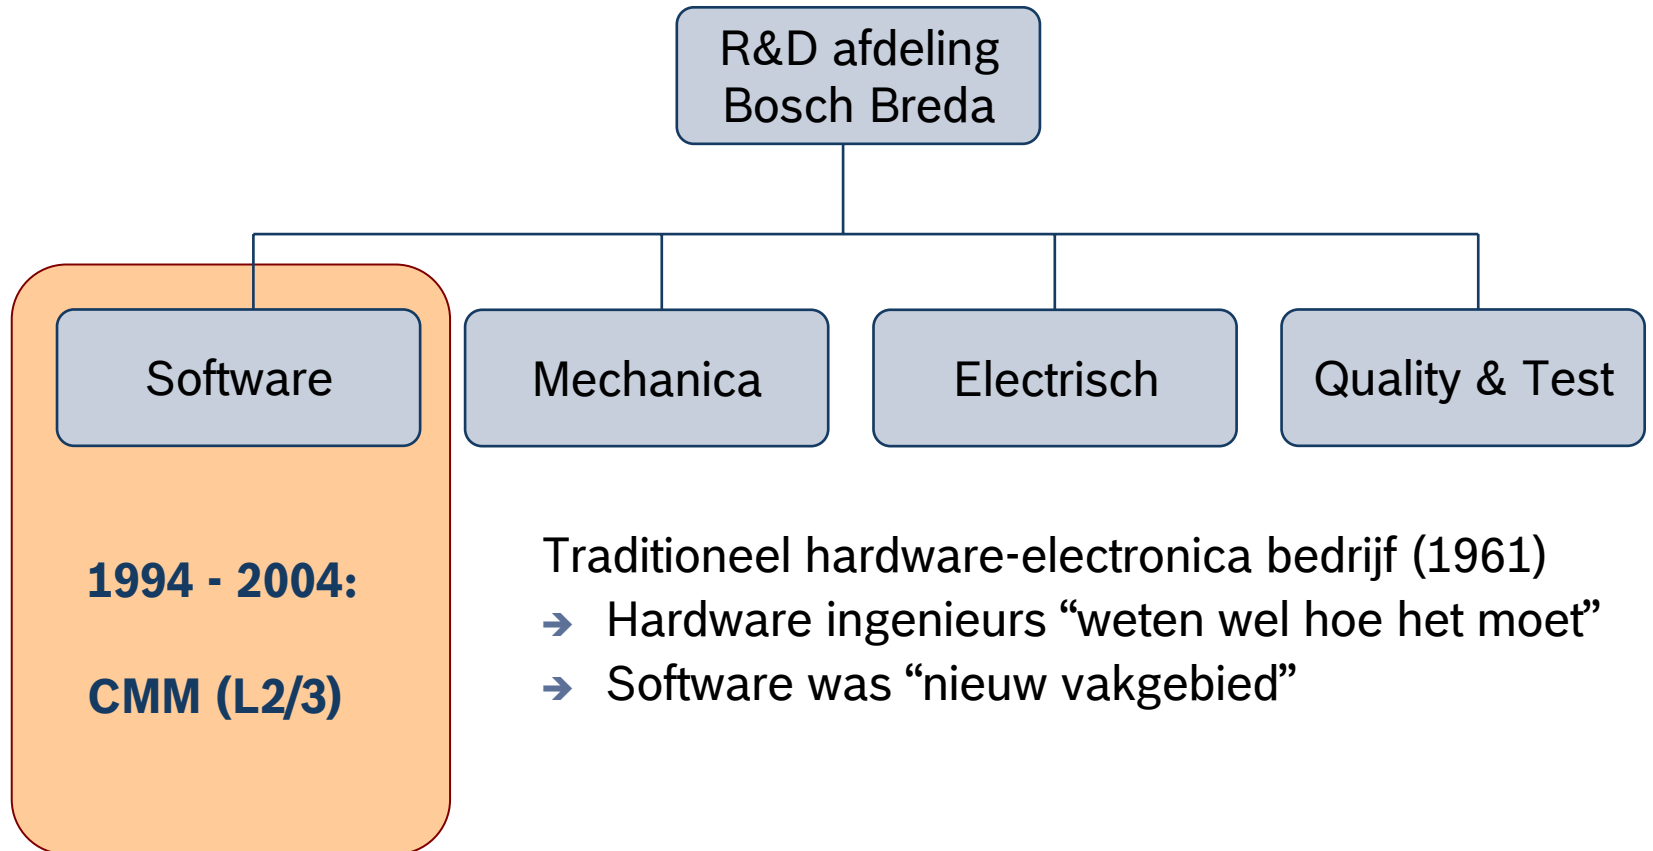 R&D afdeling
Bosch Breda
Software
Mechanica
Electrisch
Quality & Test
1994 - 2004:
CMM (L2/3)
Traditioneel hardware-electronica bedrijf (1961)
➔ Hardware ingenieurs “weten wel hoe het moet”
➔ Software was “nieuw vakgebied”